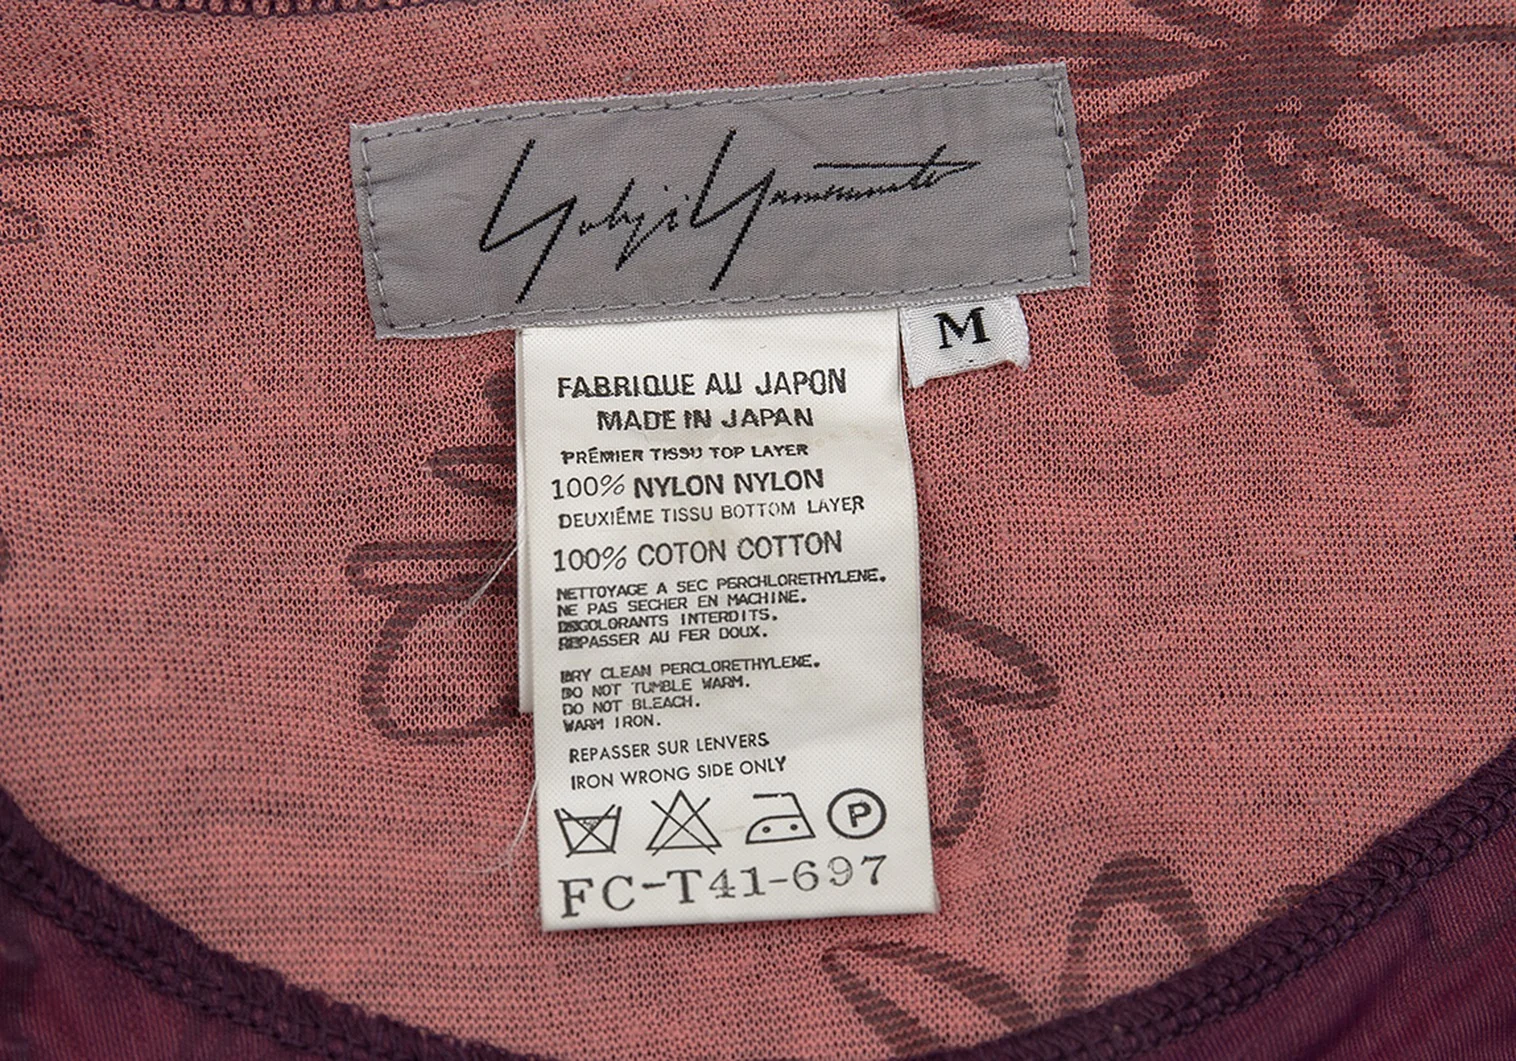 Yohji Yamamoto
M
FABRIQUE AU JAPON
MADE IN JAPAN
PRÉMIER TISSU TOP LAYER
100% NYLON NYLON
DEUXIÉME TISSU BOTTOM LAYER
100% COTON COTTON
NETTOYAGE A SEC PERCHLORETHYLENE.
NE PAS SECHER EN MACHINE.
DECOLORANTS INTERDITS.
REPASSER AU FER DOUX.
DRY CLEAN PERCLORETHYLENE.
DO NOT TUMBLE WARM.
DO NOT BLEACH.
WARM IRON.
REPASSER SUR LENVERS
IRON WRONG SIDE ONLY
P
FC-T41-697